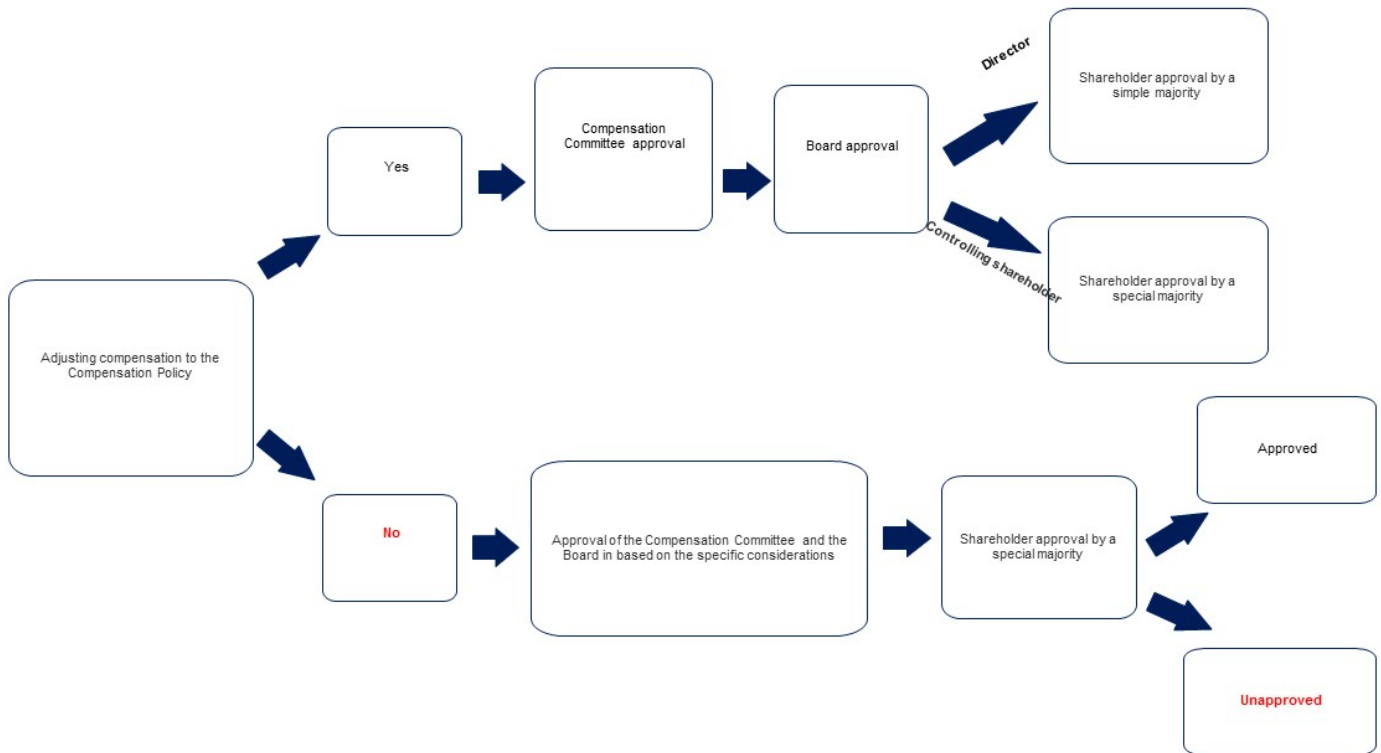 Director
Shareholder approval by a
simple majority
Compensation
Committee approval
Board approval
Yes
Controlling shareholder
Shareholder approval by a
special majority
Adjusting compensation to the
Compensation Policy
Approved
No
Approval of the Compensation Committee and the
Board in based on the specific considerations
Shareholder approval by a
special majority
Unapproved